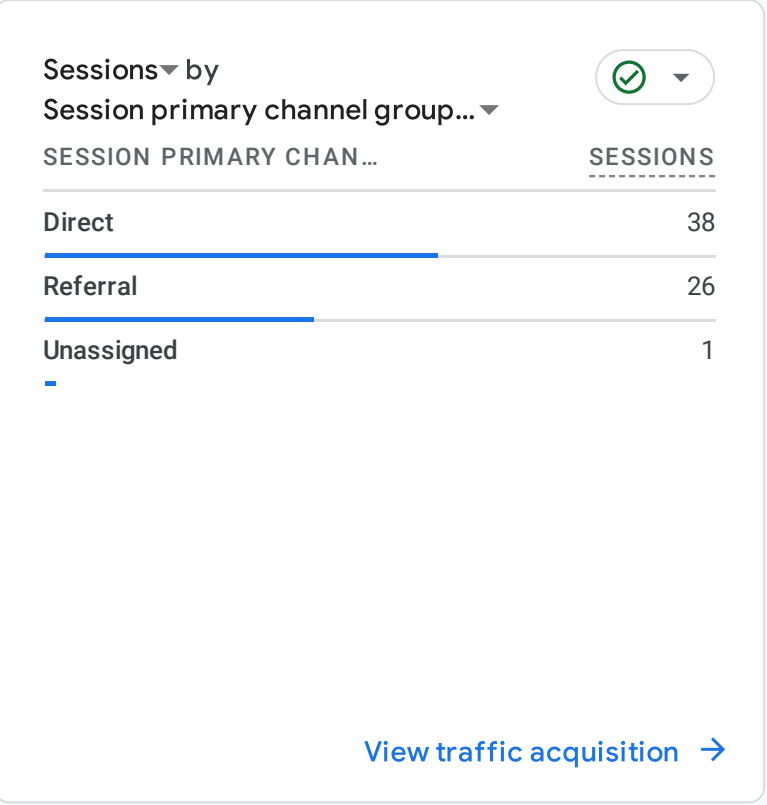 Sessions by
Session primary channel group...
SESSION PRIMARY CHAN...
SESSIONS
Direct 38
Referral 26
Unassigned 1
View traffic acquisition